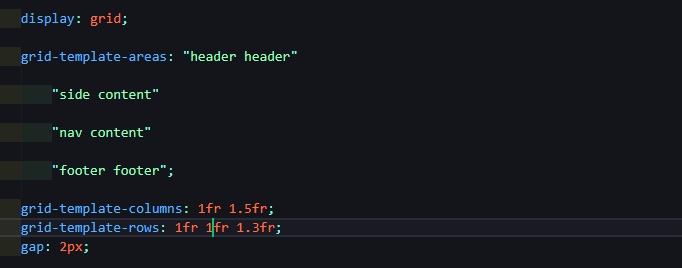 display: grid;
grid-template-areas: "header header"
"side content"
"nav content"
"footer footer";
grid-template-columns: 1fr 1.5fr;
grid-template-rows: 1fr 1fr 1.3fr;
gap: 2px;